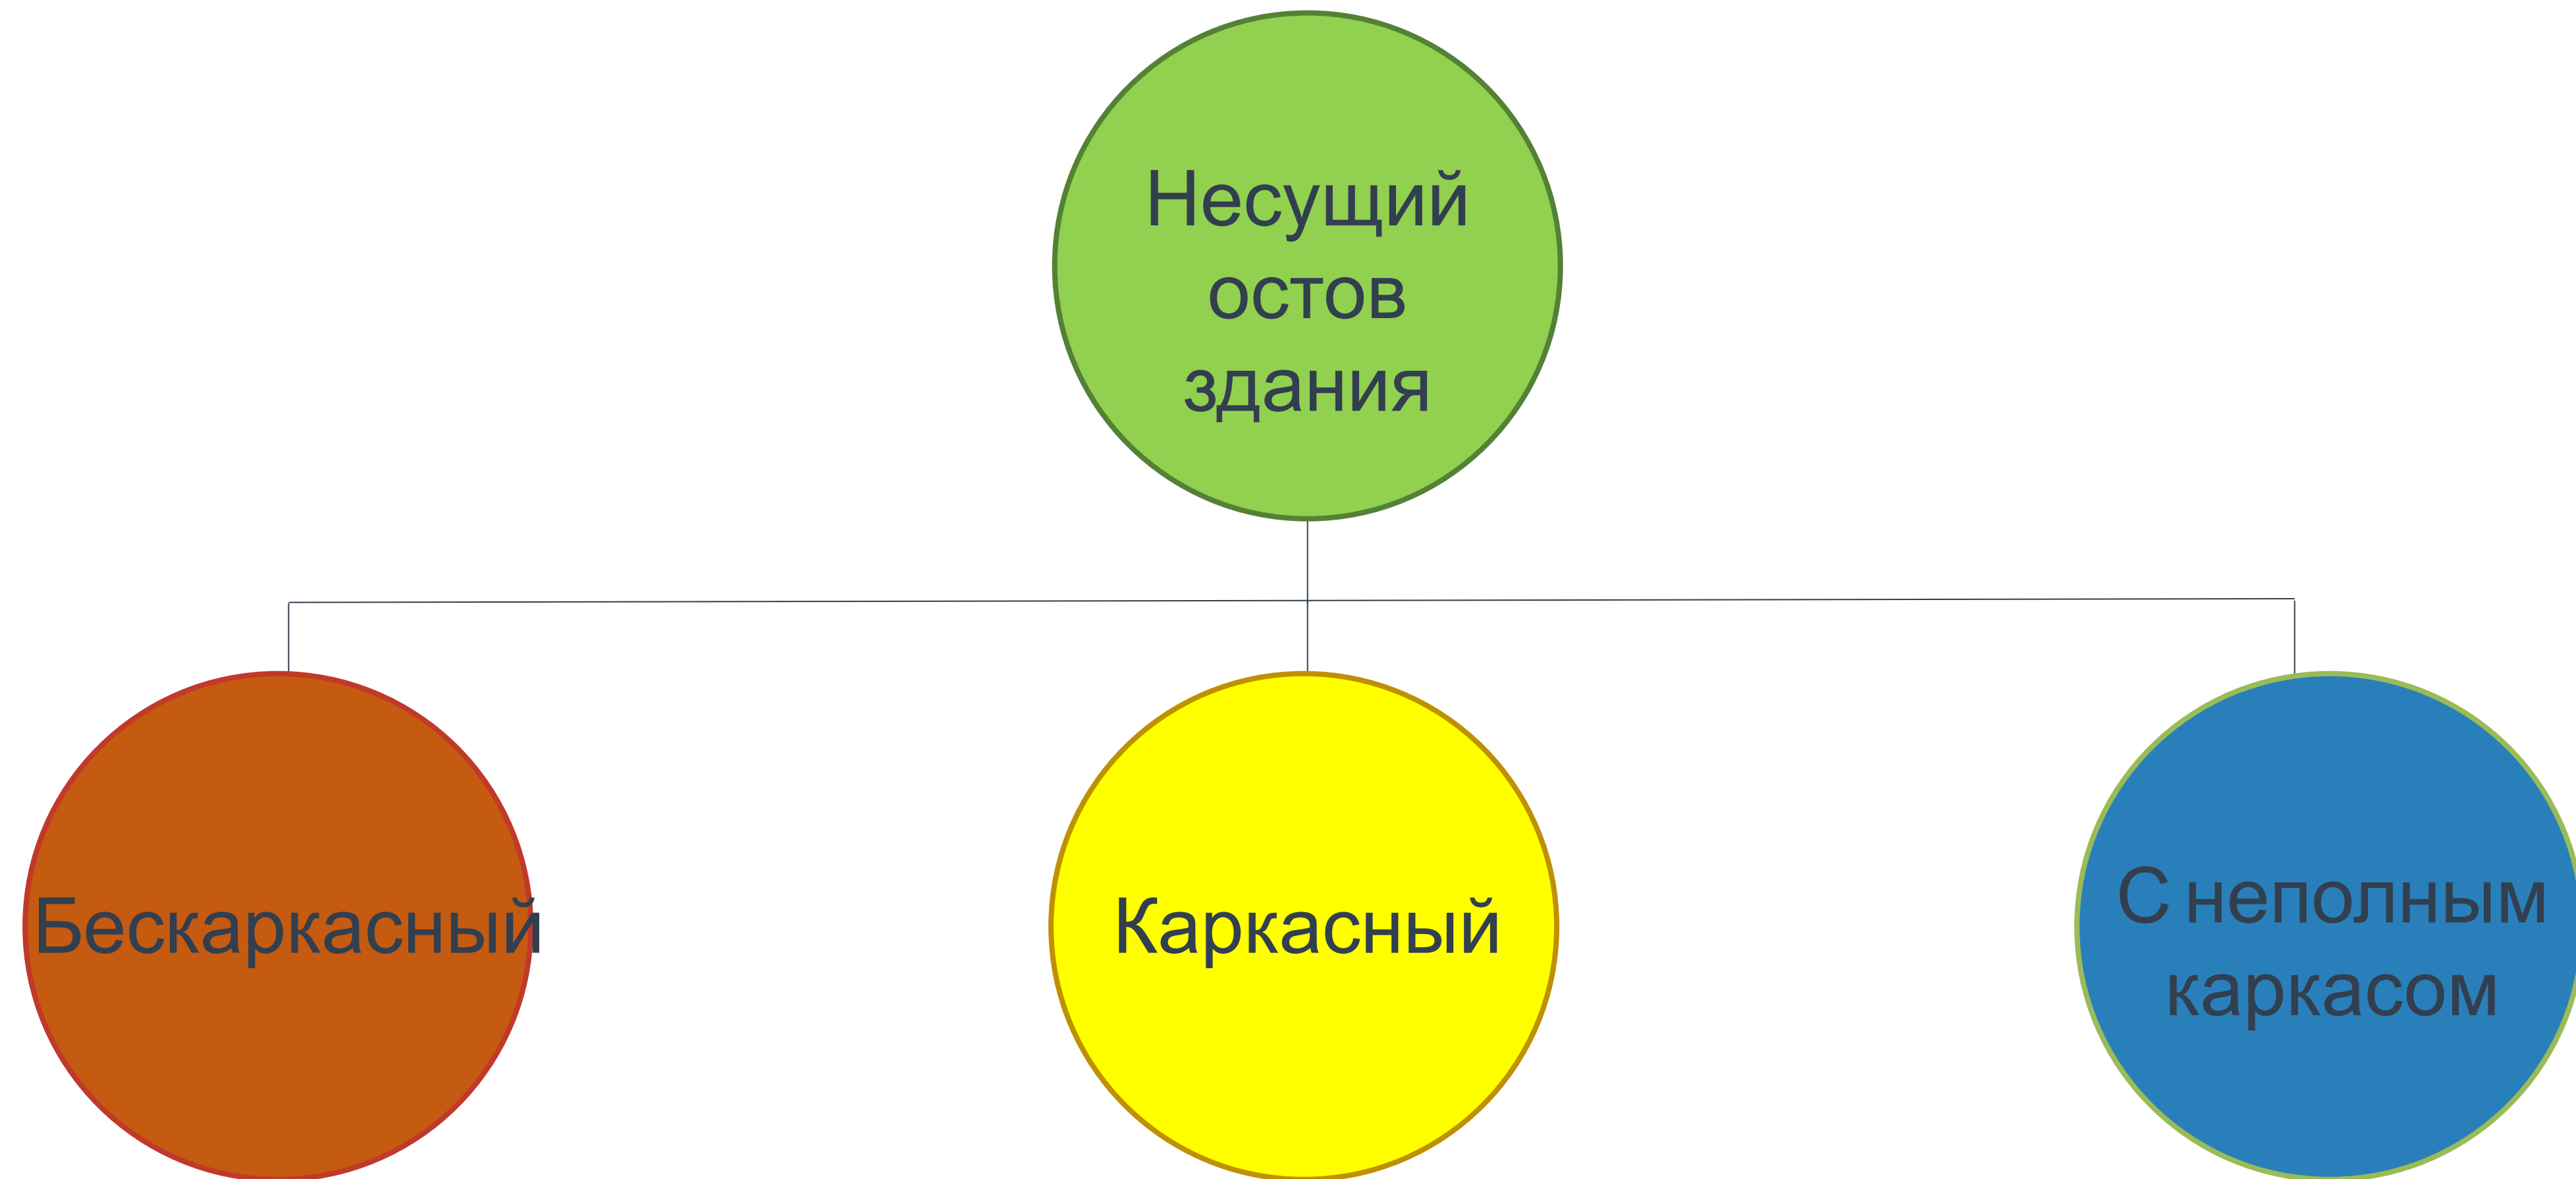 Несущий
остов
здания
Бескаркасный
Каркасный
С неполным
каркасом